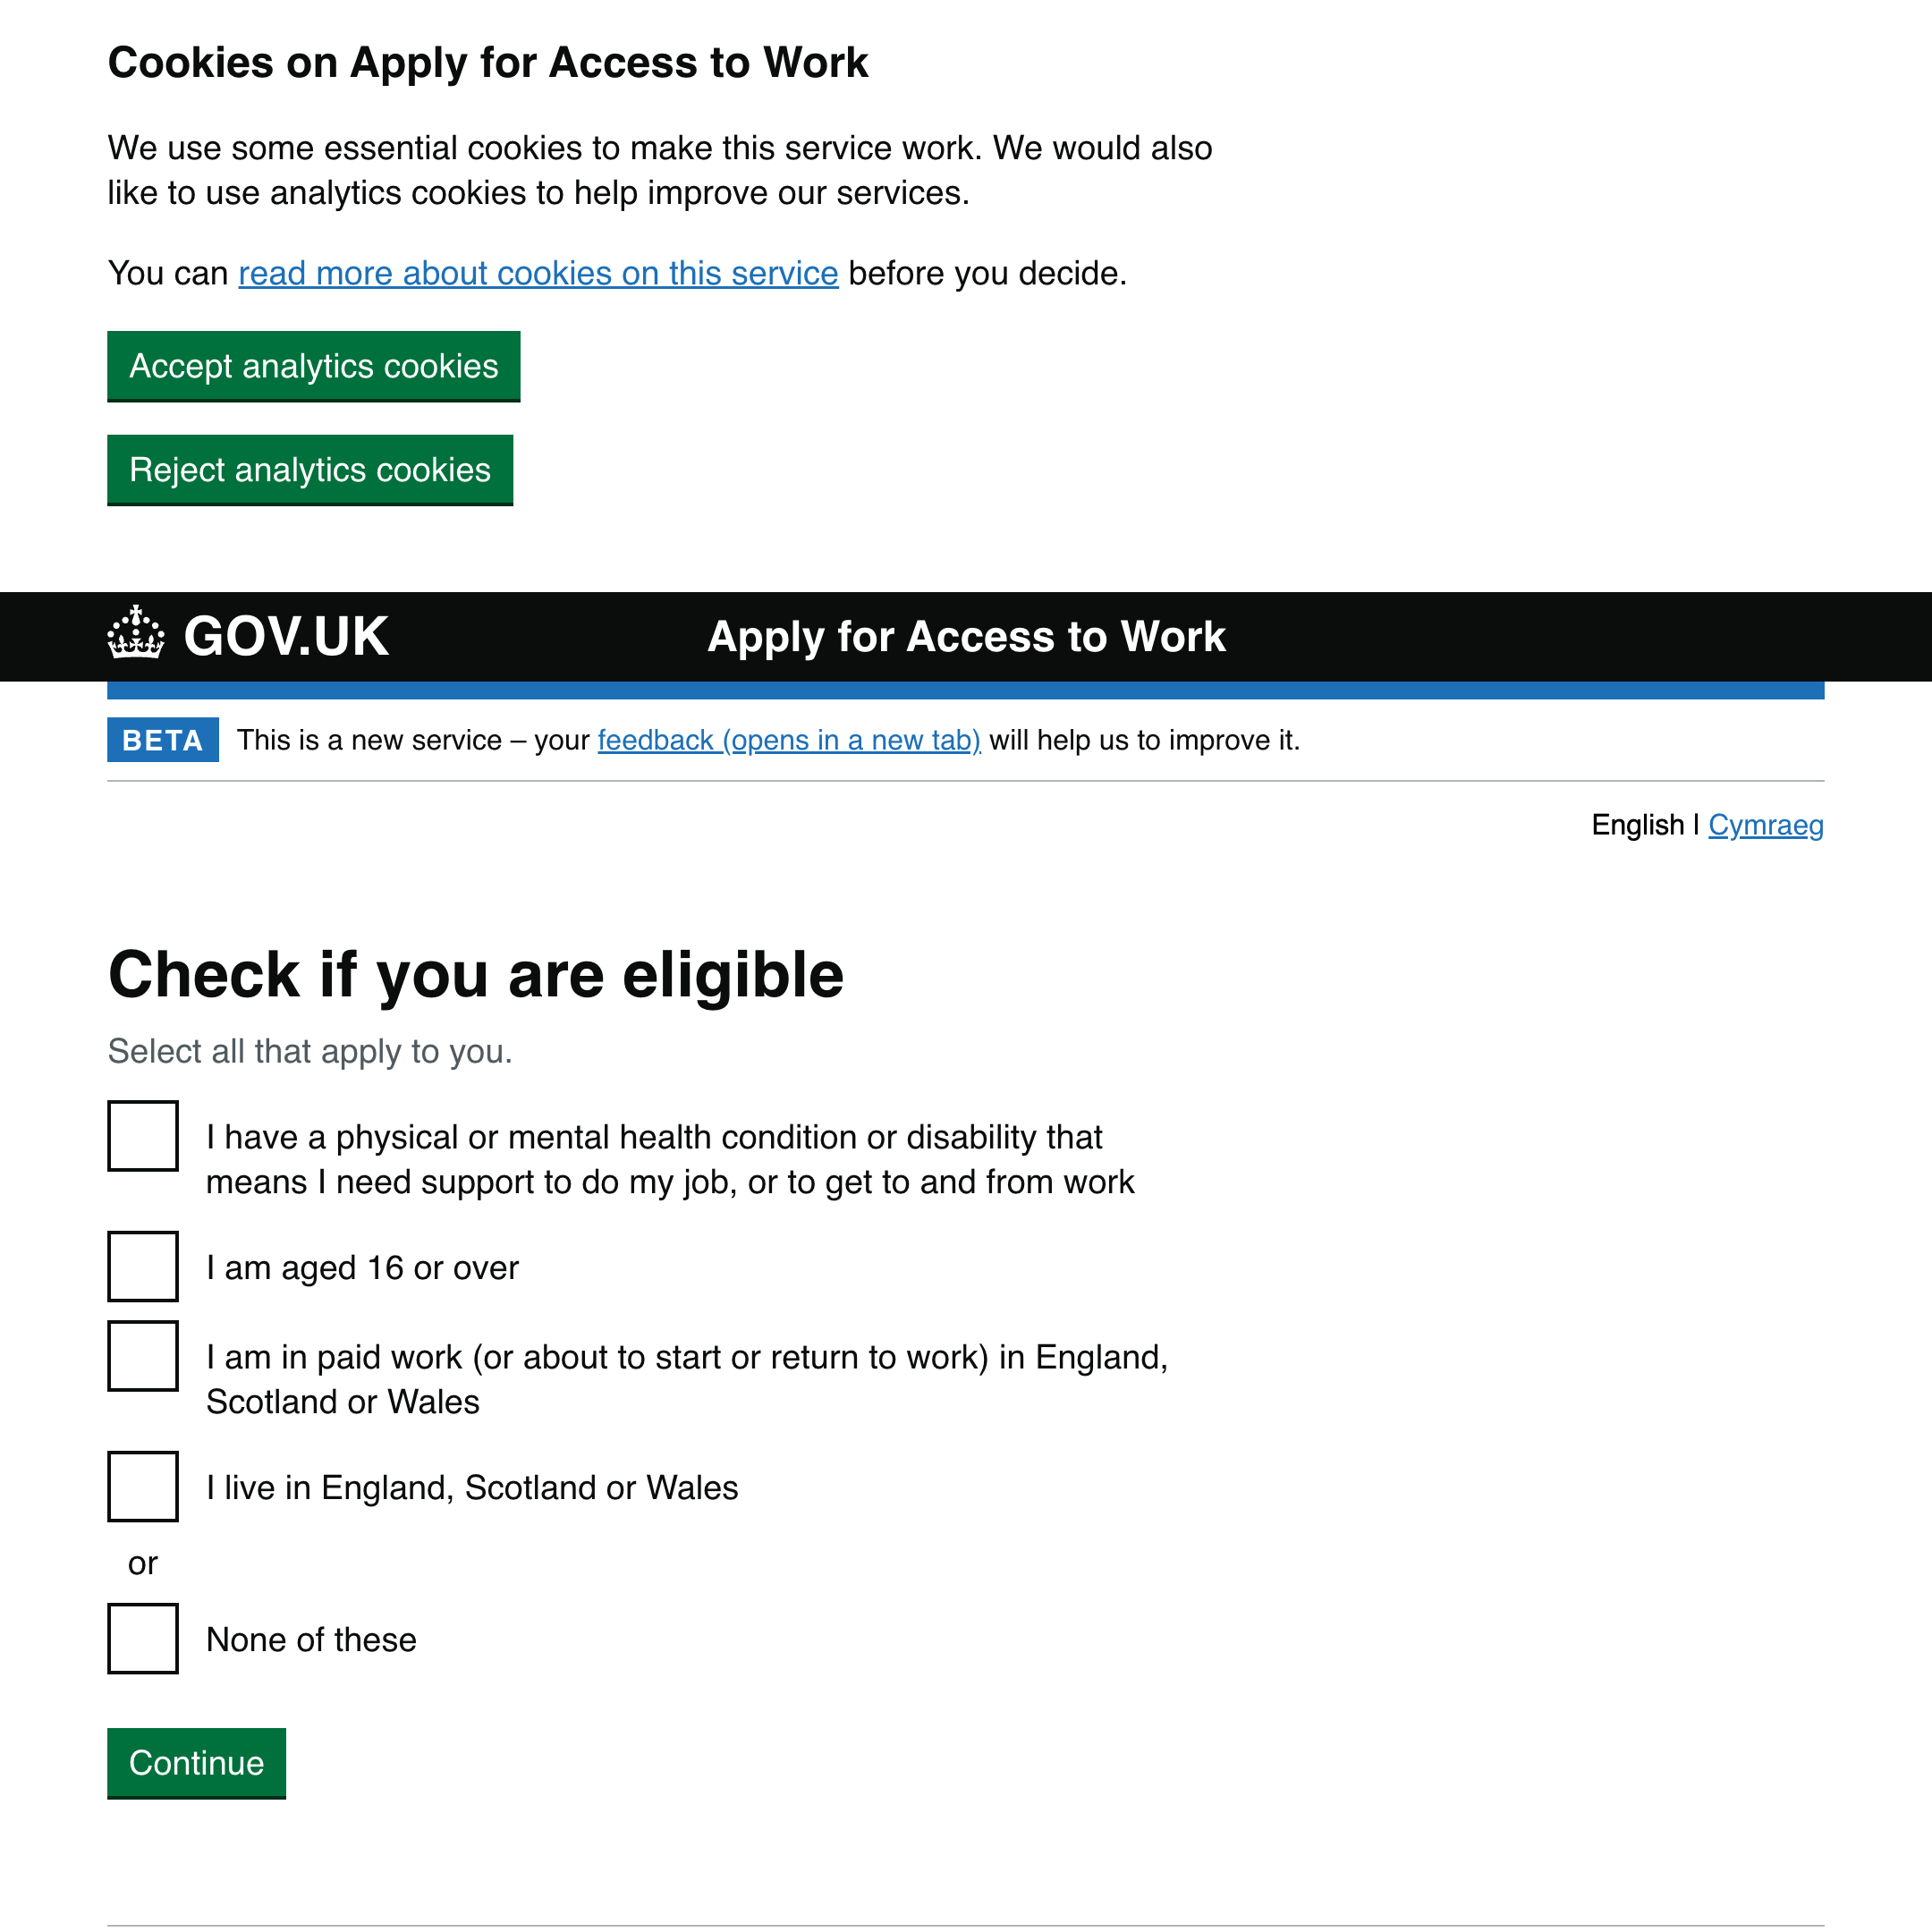 Cookies on Apply for Access to Work
We use some essential cookies to make this service work. We would also
like to use analytics cookies to help improve our services.
You can read more about cookies on this service before you decide.
Accept analytics cookies
Reject analytics cookies
GOV.UK
Apply for Access to Work
BETA This is a new service – your feedback (opens in a new tab) will help us to improve it.
English | Cymraeg
Check if you are eligible
Select all that apply to you.
I have a physical or mental health condition or disability that
means I need support to do my job, or to get to and from work
I am aged 16 or over
I am in paid work (or about to start or return to work) in England,
Scotland or Wales
I live in England, Scotland or Wales
or
None of these
Continue